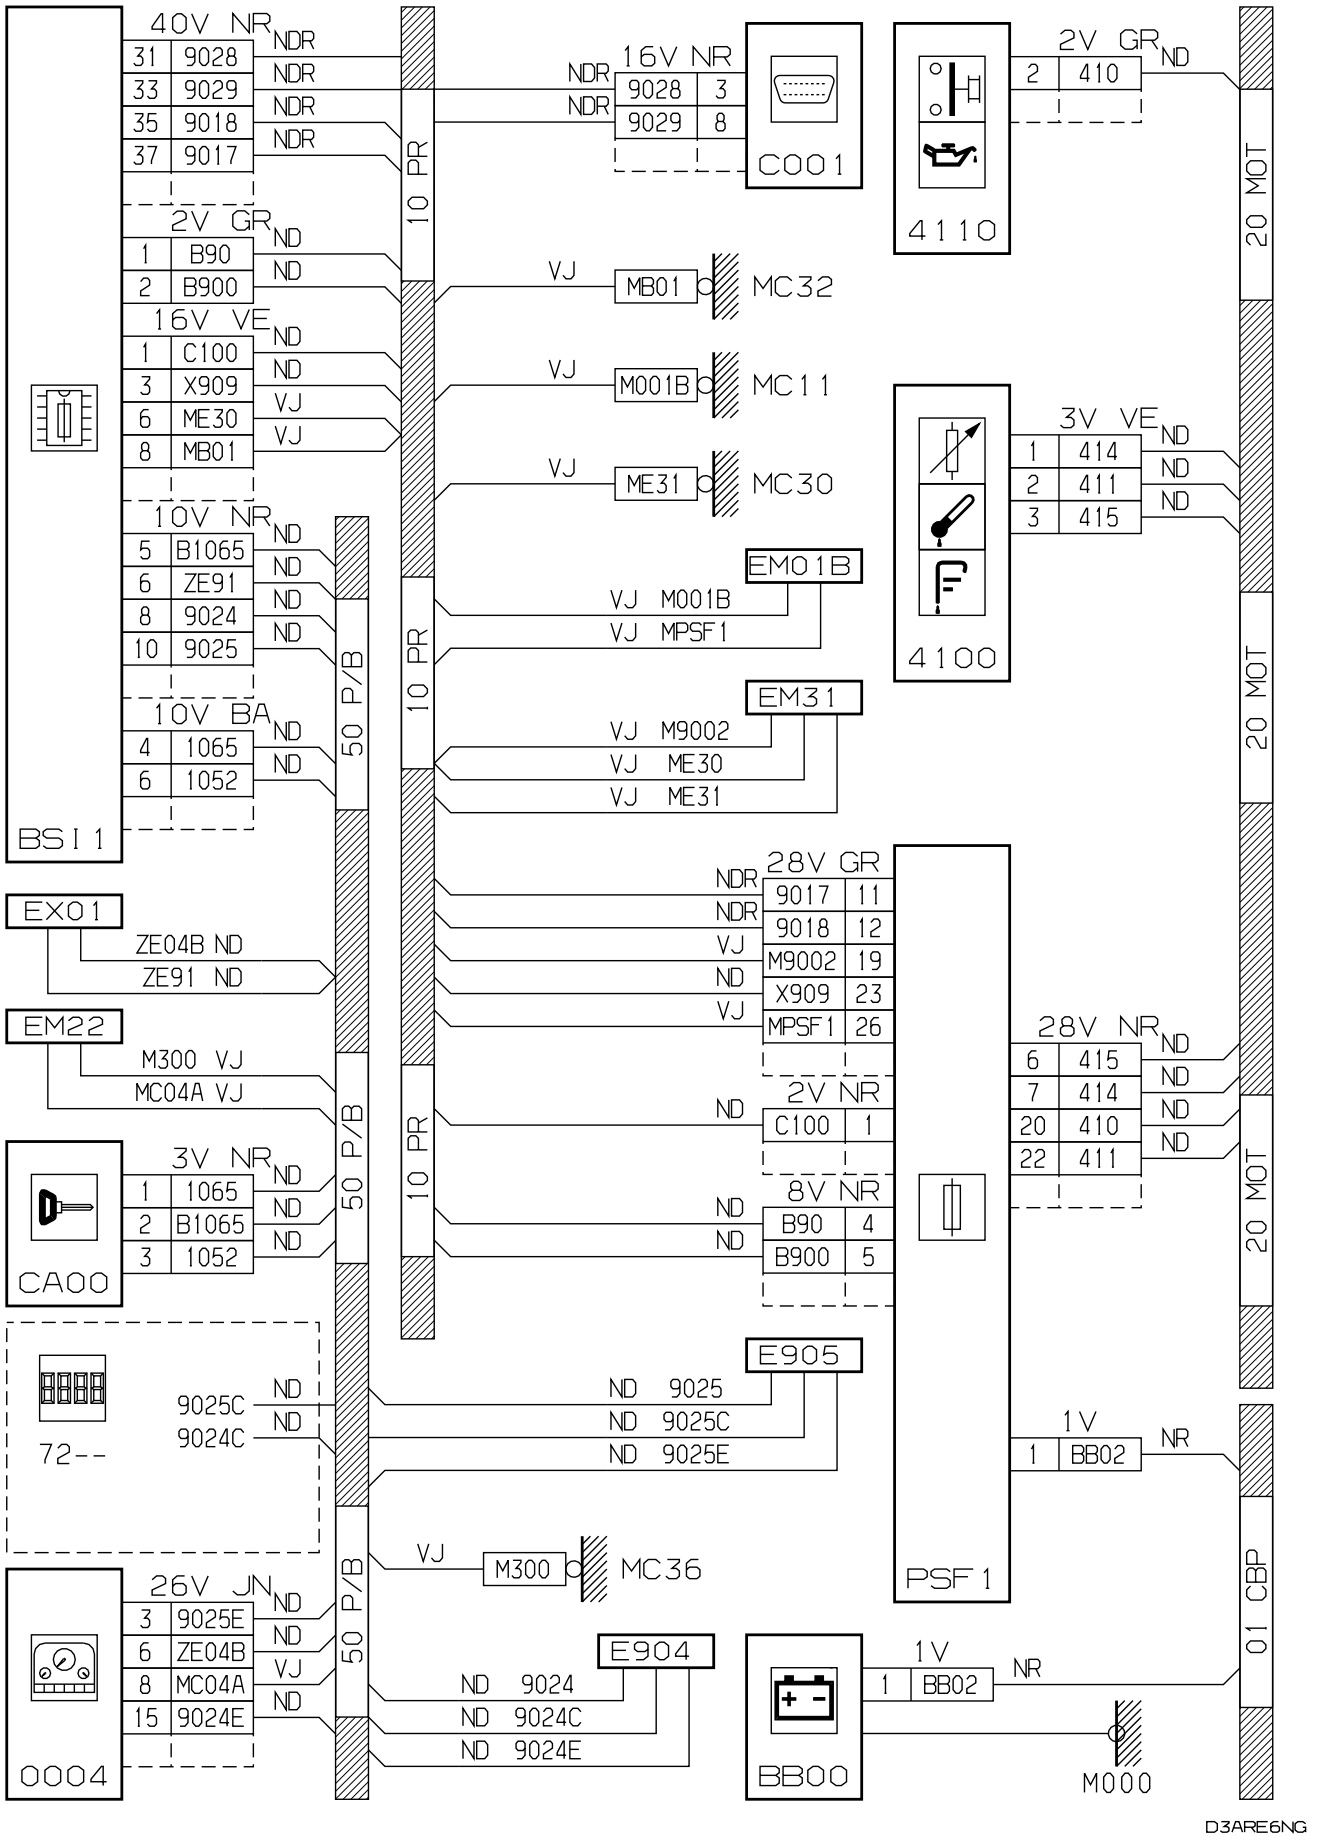 40V NR
31 9028 NDR
33 9029 NDR
35 9018 NDR
37 9017 NDR
2V GR
1 B90 ND
2 B900 ND
16V VE
1 C100 ND
3 X909 ND
6 ME30 VJ
8 MB01 VJ
10V NR
5 B1065 ND
6 ZE91 ND
8 9024 ND
10 9025 ND
10V BA
4 1065 ND
6 1052 ND
BSI1
EX01
ZE04B ND
ZE91 ND
EM22
M300 VJ
MC04A VJ
3V NR
1 1065 ND
2 B1065 ND
3 1052 ND
CA00
ND
9025C
ND
9024C
72--
26V JN
3 9025E ND
6 ZE04B ND
8 MC04A VJ
15 9024E ND
0004
50 P/B
50 P/B
50 P/B
10 PR
10 PR
10 PR
16V NR
NDR 9028 3
NDR 9029 8
C001
VJ MB01 MC32
VJ M001B MC11
VJ ME31 MC30
EM01B
VJ M001B
VJ MPSF1
EM31
VJ M9002
VJ ME30
VJ ME31
28V GR
NDR 9017 11
NDR 9018 12
VJ M9002 19
ND X909 23
VJ MPSF1 26
2V NR
ND C100 1
8V NR
ND B90 4
ND B900 5
E905
ND 9025
ND 9025C
ND 9025E
VJ M300 MC36
E904
ND 9024
ND 9024C
ND 9024E
2V GR
2 410 ND
4110
3V VE
1 414 ND
2 411 ND
3 415 ND
4100
28V NR
6 415 ND
7 414 ND
20 410 ND
22 411 ND
1V
1 BB02 NR
PSF1
1V
1 BB02 NR
BB00
M000
20 MOT
20 MOT
20 MOT
01 CBP
D3ARE6NG